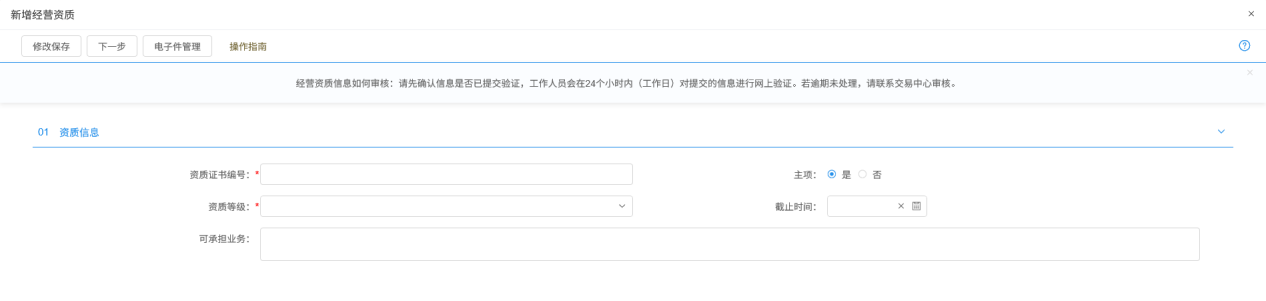 新增经营资质
修改保存 下一步 电子件管理 操作指南
经营资质信息如何审核：请先确认信息是否已提交验证，工作人员会在24个小时内（工作日）对提交的信息进行网上验证。若逾期未处理，请联系交易中心审核。
01 资质信息
资质证书编号：* 主项： 是 否
资质等级：* 截止时间：
可承担业务：